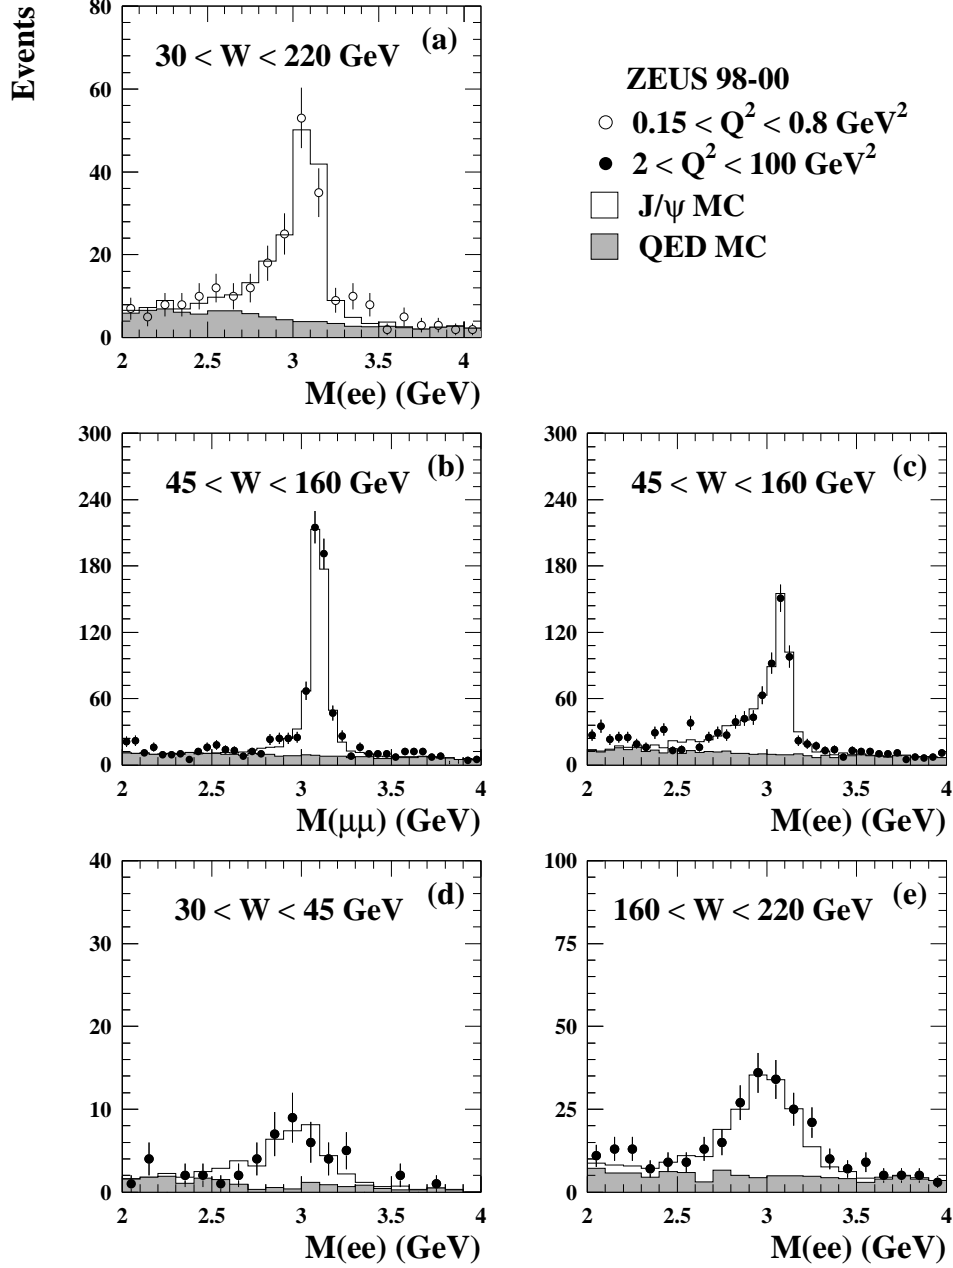 Events
80
60
40
20
0
(a)
30 < W < 220 GeV
2 2.5 3 3.5 4
M(ee) (GeV)
ZEUS 98-00
0.15 < Q² < 0.8 GeV²
2 < Q² < 100 GeV²
J/ψ MC
QED MC
300
240
180
120
60
0
(b)
45 < W < 160 GeV
2 2.5 3 3.5 4
M(μμ) (GeV)
300
240
180
120
60
0
(c)
45 < W < 160 GeV
2 2.5 3 3.5 4
M(ee) (GeV)
40
30
20
10
0
(d)
30 < W < 45 GeV
2 2.5 3 3.5 4
M(ee) (GeV)
100
75
50
25
0
(e)
160 < W < 220 GeV
2 2.5 3 3.5 4
M(ee) (GeV)